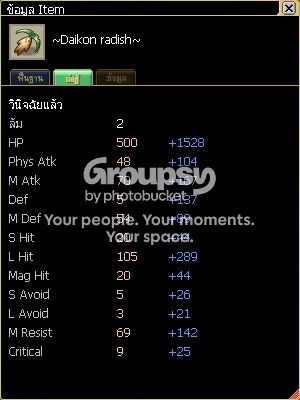 ข้อมูล Item
~Daikon radish~
พื้นฐาน ข้อมูล
วินิจฉัยแล้ว
ส้ม 2
HP 500 +1528
Phys Atk 48 +104
M Atk
Def
M Def
S Hit 20
L Hit 105 +289
Mag Hit 20 +44
S Avoid 5 +26
L Avoid 3 +21
M Resist 69 +142
Critical 9 +25
Groupsy
by photobucket
Your people. Your moments.
Your space.